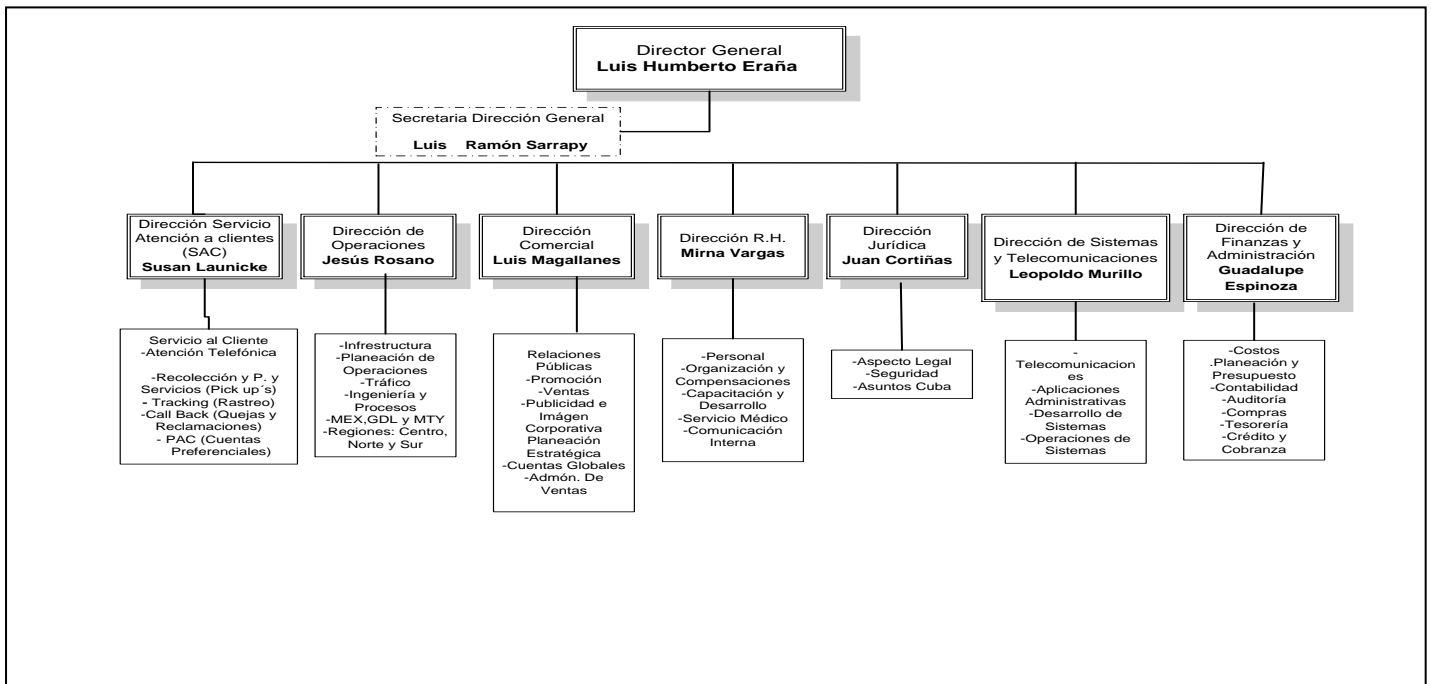 Director General
Luis Humberto Eraña
Secretaria Dirección General
Luis Ramón Sarrapy
Dirección Servicio
Atención a clientes
(SAC)
Susan Launicke
Dirección de
Operaciones
Jesús Rosano
Dirección
Comercial
Luis Magallanes
Dirección R.H.
Mirna Vargas
Dirección
Jurídica
Juan Cortiñas
Dirección de Sistemas
y Telecomunicaciones
Leopoldo Murillo
Dirección de
Finanzas y
Administración
Guadalupe
Espinoza
Servicio al Cliente
-Atención Telefónica
-Recolección y P. y
Servicios (Pick up´s)
- Tracking (Rastreo)
-Call Back (Quejas y
Reclamaciones)
- PAC (Cuentas
Preferenciales)
-Infrestructura
-Planeación de
Operaciones
-Tráfico
-Ingeniería y
Procesos
-MEX,GDL y MTY
-Regiones: Centro,
Norte y Sur
Relaciones
Públicas
-Promoción
-Ventas
-Publicidad e
Imágen
Corporativa
Planeación
Estratégica
-Cuentas Globales
-Admón. De
Ventas
-Personal
-Organización y
Compensaciones
-Capacitación y
Desarrollo
-Servicio Médico
-Comunicación
Interna
-Aspecto Legal
-Seguridad
-Asuntos Cuba
-
Telecomunicacion
es
-Aplicaciones
Administrativas
-Desarrollo de
Sistemas
-Operaciones de
Sistemas
-Costos
.Planeación y
Presupuesto
-Contabilidad
-Auditoría
-Compras
-Tesorería
-Crédito y
Cobranza